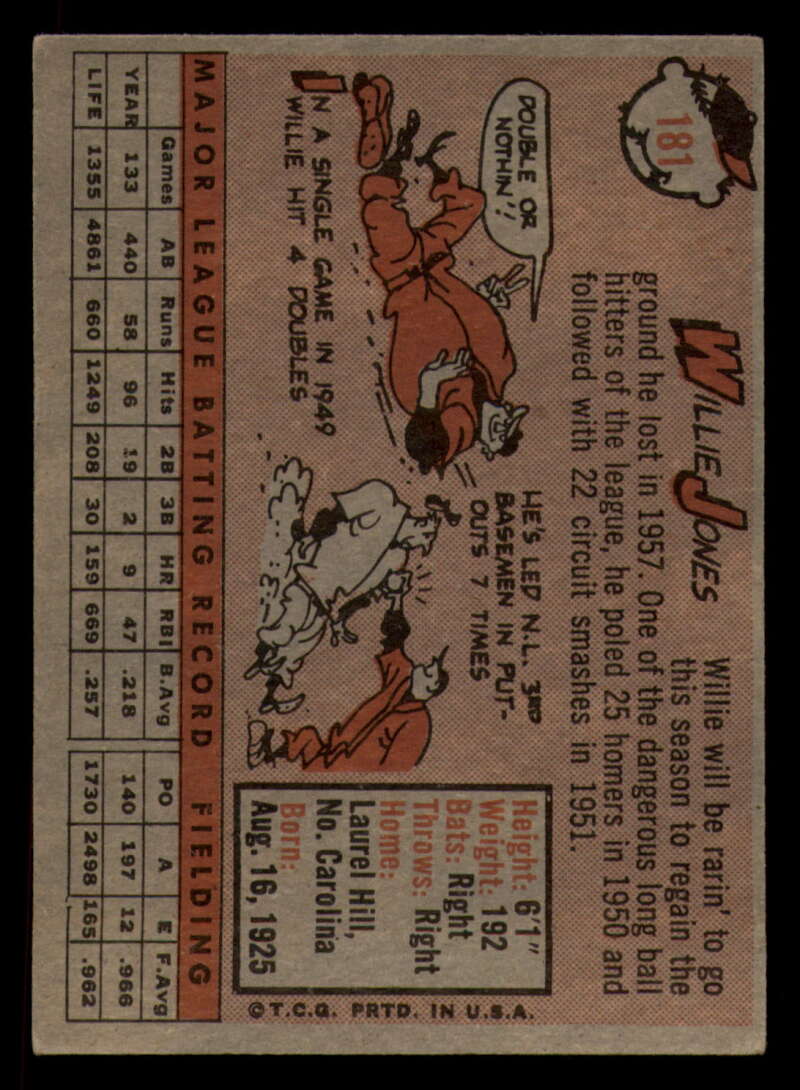 181
WILLIE JONES
Willie will be rarin' to go
this season to regain the
ground he lost in 1957. One of the dangerous long ball
hitters of the league, he poled 25 homers in 1950 and
followed with 22 circuit smashes in 1951.
DOUBLE OR
NOTHIN'!
IN A SINGLE GAME IN 1949
WILLIE HIT 4 DOUBLES
HE'S LED N.L. 3RD
BASEMEN IN PUT-
OUTS 7 TIMES
Height: 6'1"
Weight: 192
Bats: Right
Throws: Right
Home:
Laurel Hill,
No. Carolina
Born:
Aug. 16, 1925
©T.C.G. PRTD. IN U.S.A.
MAJOR LEAGUE BATTING RECORD FIELDING
Games AB Runs Hits 2B 3B HR RBI B.Avg PO A E F.Avg
YEAR 133 440 58 96 19 2 9 47 .218 140 197 12 .966
LIFE 1355 4861 660 1249 208 30 159 669 .257 1730 2498 165 .962